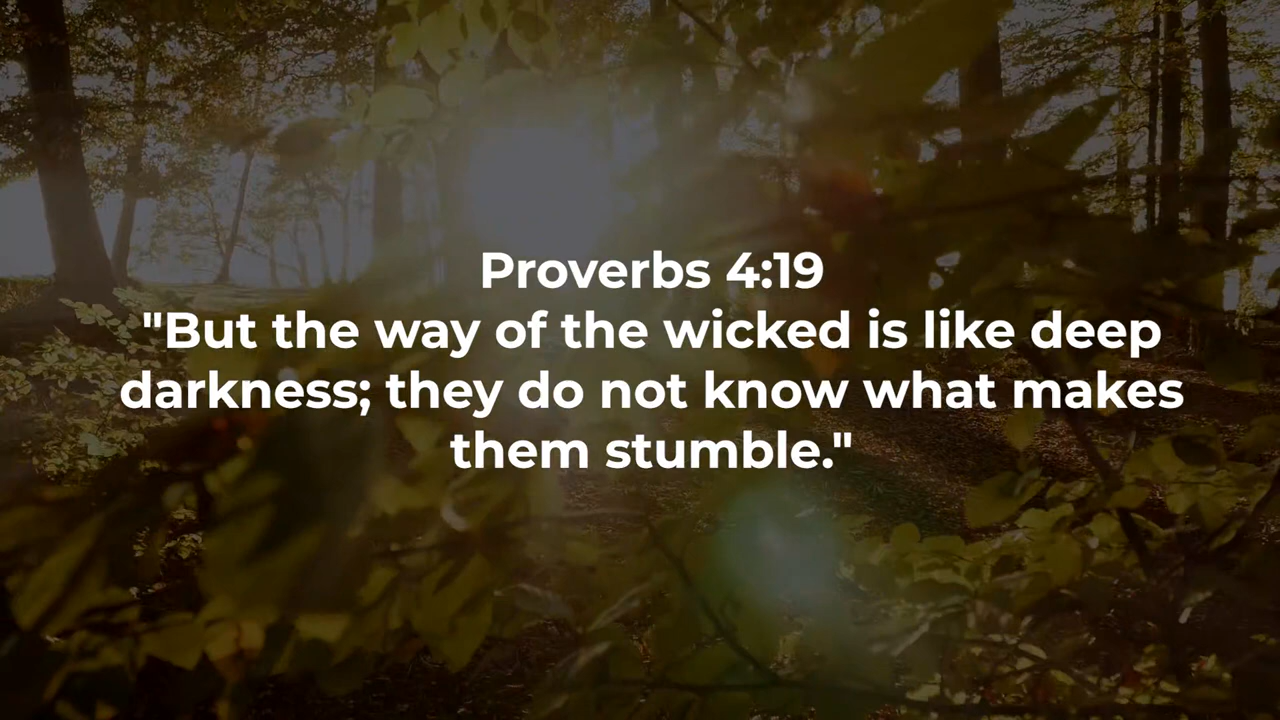 Proverbs 4:19
"But the way of the wicked is like deep
darkness; they do not know what makes
them stumble."